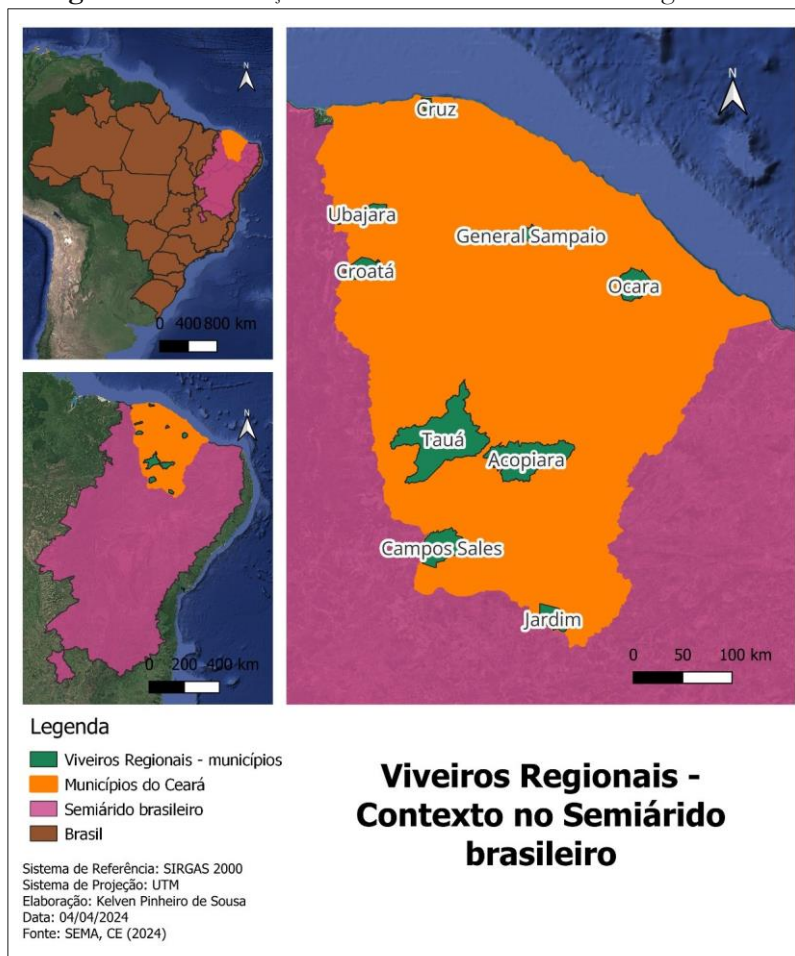 N
0 400800 km
N
0 200 400 km
N
Cruz
Ubajara
General Sampaio
Croatá
Ocara
Tauá
Acopiara
Campos Sales
Jardim
0 50 100 km
Legenda
Viveiros Regionais - municípios
Municípios do Ceará
Semiárido brasileiro
Brasil
Sistema de Referência: SIRGAS 2000
Sistema de Projeção: UTM
Elaboração: Kelven Pinheiro de Sousa
Data: 04/04/2024
Fonte: SEMA, CE (2024)
Viveiros Regionais -
Contexto no Semiárido
brasileiro